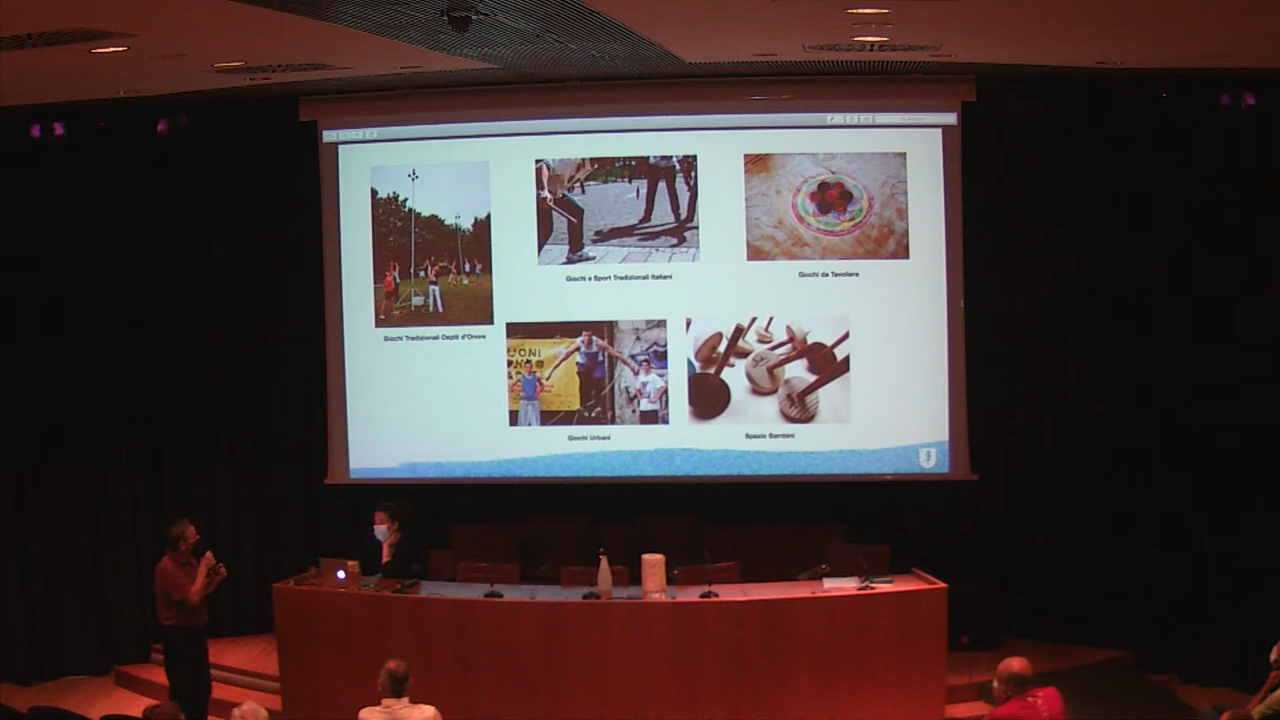 Giochi e Sport Tradizionali Italiani
Giochi da Tavoliere
Giochi Tradizionali Ospiti d'Onore
Giochi Urbani
Spazio Bambini